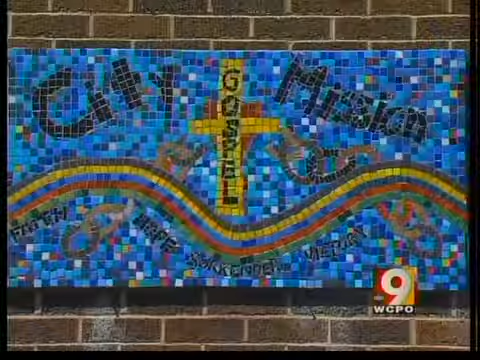 City
GOSPEL
Mission
FAITH
HOPE
SURRENDER
VICTORY
9
WCPO